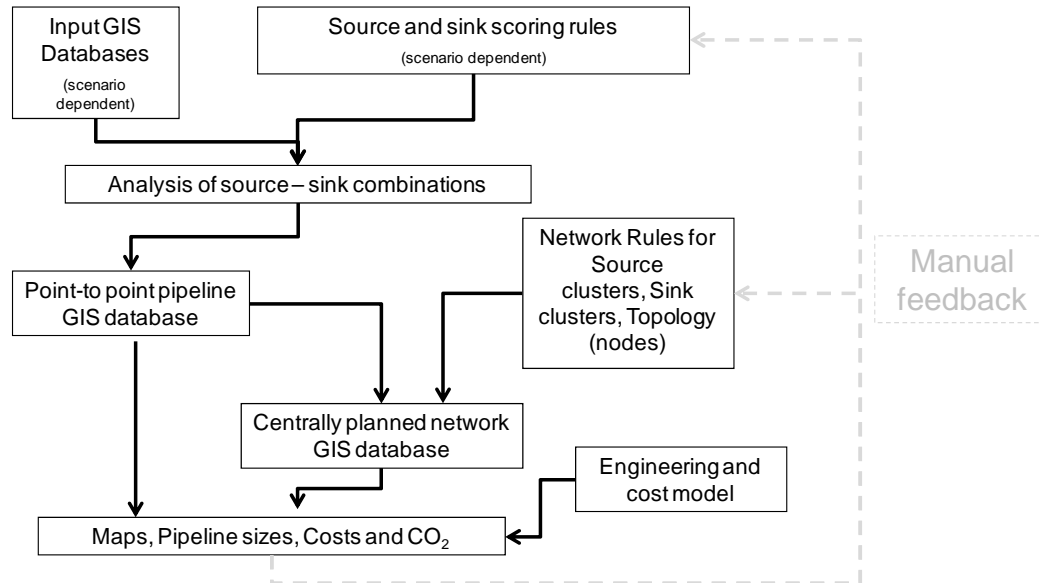 Input GIS
Databases
(scenario
dependent)
Source and sink scoring rules
(scenario dependent)
Analysis of source – sink combinations
Network Rules for
Source
clusters, Sink
clusters, Topology
(nodes)
Manual
feedback
Point-to point pipeline
GIS database
Centrally planned network
GIS database
Engineering and
cost model
Maps, Pipeline sizes, Costs and CO₂